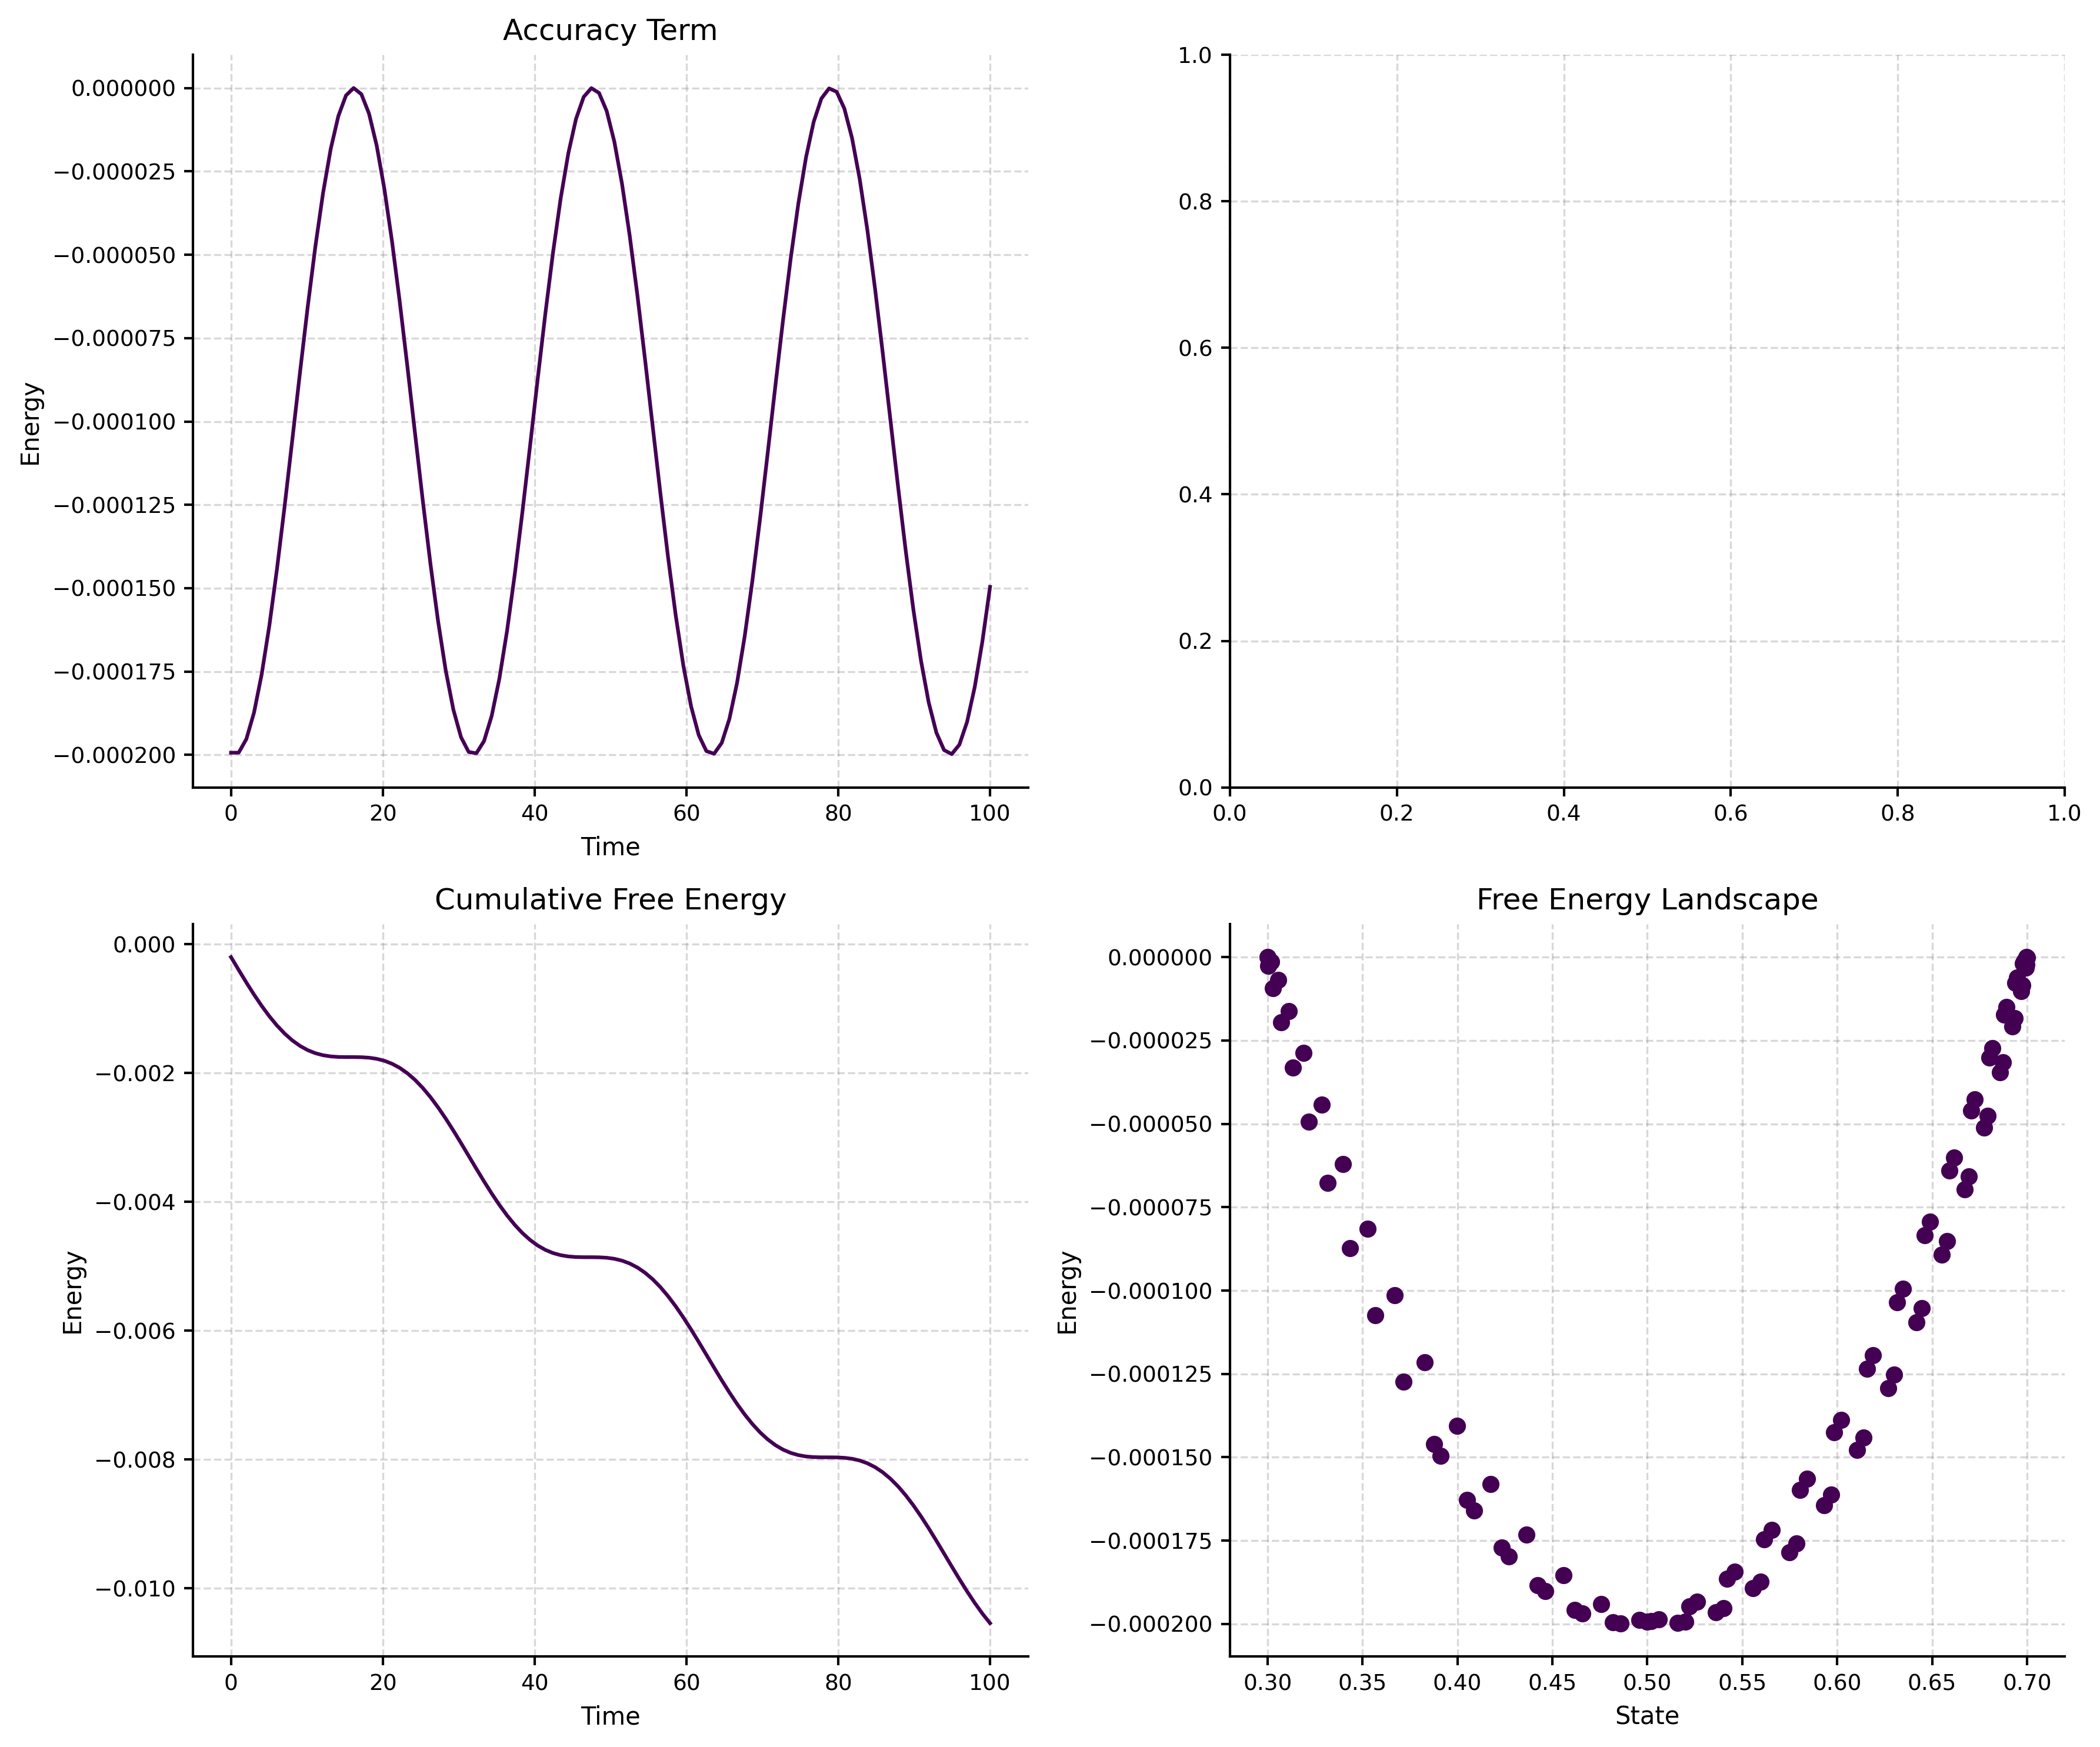 Accuracy Term
0.000000
−0.000025
−0.000050
−0.000075
−0.000100
−0.000125
−0.000150
−0.000175
−0.000200
Energy
0 20 40 60 80 100
Time
1.0
0.8
0.6
0.4
0.2
0.0
0.0 0.2 0.4 0.6 0.8 1.0
Cumulative Free Energy
0.000
−0.002
−0.004
−0.006
−0.008
−0.010
Energy
0 20 40 60 80 100
Time
Free Energy Landscape
0.000000
−0.000025
−0.000050
−0.000075
−0.000100
−0.000125
−0.000150
−0.000175
−0.000200
Energy
0.30 0.35 0.40 0.45 0.50 0.55 0.60 0.65 0.70
State